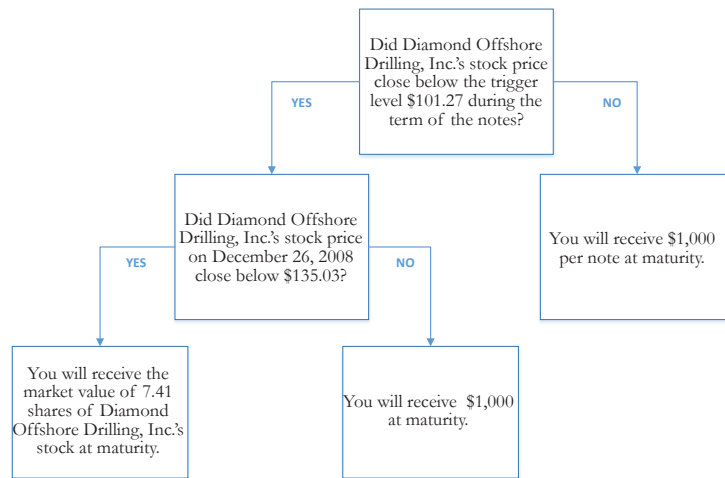 Did Diamond Offshore
Drilling, Inc.'s stock price
close below the trigger
level $101.27 during the
term of the notes?
YES
NO
Did Diamond Offshore
Drilling, Inc.'s stock price
on December 26, 2008
close below $135.03?
You will receive $1,000
per note at maturity.
YES
NO
You will receive the
market value of 7.41
shares of Diamond
Offshore Drilling, Inc.'s
stock at maturity.
You will receive $1,000
at maturity.